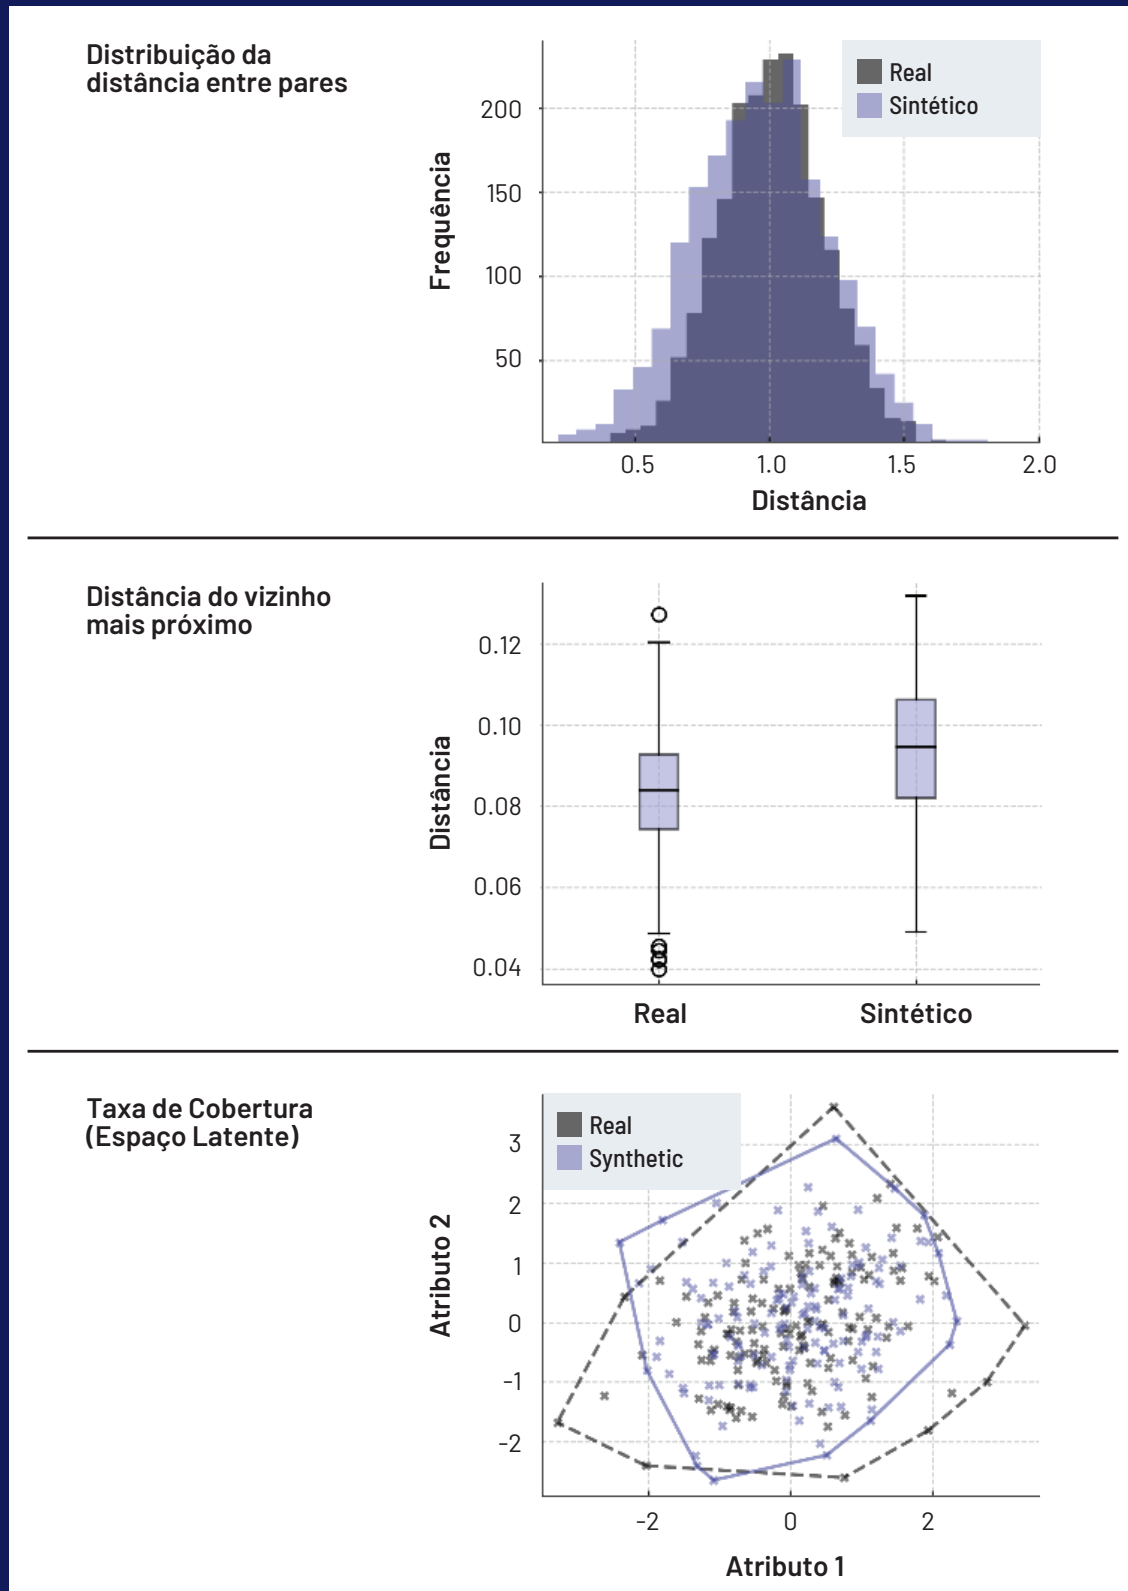 Distribuição da
distância entre pares
Real
Sintético
Frequência
200
150
100
50
0.5 1.0 1.5 2.0
Distância
Distância do vizinho
mais próximo
Distância
0.12
0.10
0.08
0.06
0.04
Real Sintético
Taxa de Cobertura
(Espaço Latente)
Real
Synthetic
Atributo 2
3
2
1
0
-1
-2
-2 0 2
Atributo 1